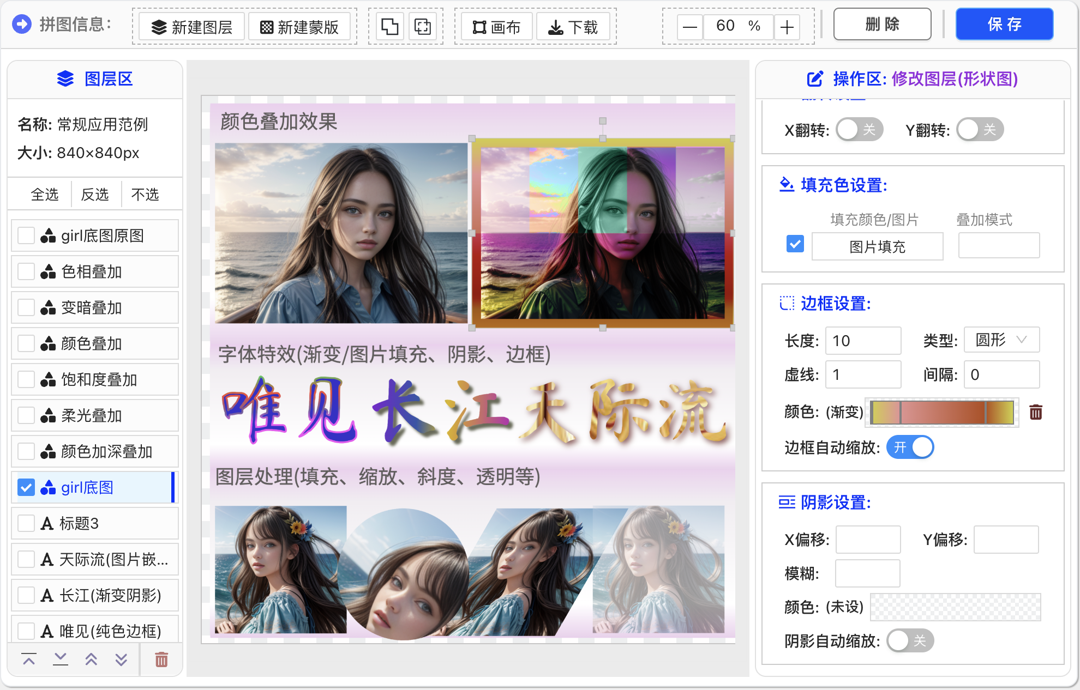 拼图信息:
新建图层
新建蒙版
画布
下载
60 %
删 除
保 存
图层区
名称: 常规应用范例
大小: 840×840px
全选
反选
不选
girl底图原图
色相叠加
变暗叠加
颜色叠加
饱和度叠加
柔光叠加
颜色加深叠加
girl底图
标题3
天际流(图片嵌...
长江(渐变阴影)
唯见(纯色边框)
颜色叠加效果
字体特效(渐变/图片填充、阴影、边框)
唯见长江天际流
图层处理(填充、缩放、斜度、透明等)
操作区: 修改图层(形状图)
X翻转: 关
Y翻转: 关
填充色设置:
填充颜色/图片
叠加模式
图片填充
边框设置:
长度: 10
类型: 圆形
虚线: 1
间隔: 0
颜色: (渐变)
边框自动缩放: 开
阴影设置:
X偏移:
Y偏移:
模糊:
颜色: (未设)
阴影自动缩放: 关